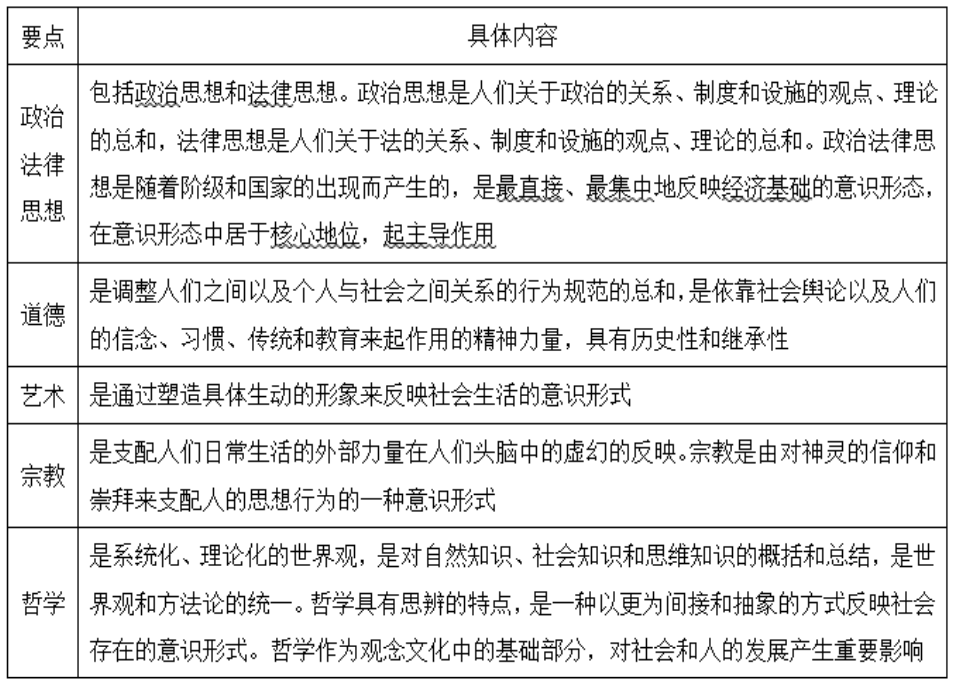 要点 具体内容
政治
法律
思想
包括政治思想和法律思想。政治思想是人们关于政治的关系、制度和设施的观点、理论
的总和，法律思想是人们关于法的关系、制度和设施的观点、理论的总和。政治法律思
想是随着阶级和国家的出现而产生的，是最直接、最集中地反映经济基础的意识形态，
在意识形态中居于核心地位，起主导作用
道德
是调整人们之间以及个人与社会之间关系的行为规范的总和，是依靠社会舆论以及人们
的信念、习惯、传统和教育来起作用的精神力量，具有历史性和继承性
艺术
是通过塑造具体生动的形象来反映社会生活的意识形式
宗教
是支配人们日常生活的外部力量在人们头脑中的虚幻的反映。宗教是由对神灵的信仰和
崇拜来支配人的思想行为的一种意识形式
哲学
是系统化、理论化的世界观，是对自然知识、社会知识和思维知识的概括和总结，是世
界观和方法论的统一。哲学具有思辨的特点，是一种以更为间接和抽象的方式反映社会
存在的意识形式。哲学作为观念文化中的基础部分，对社会和人的发展产生重要影响